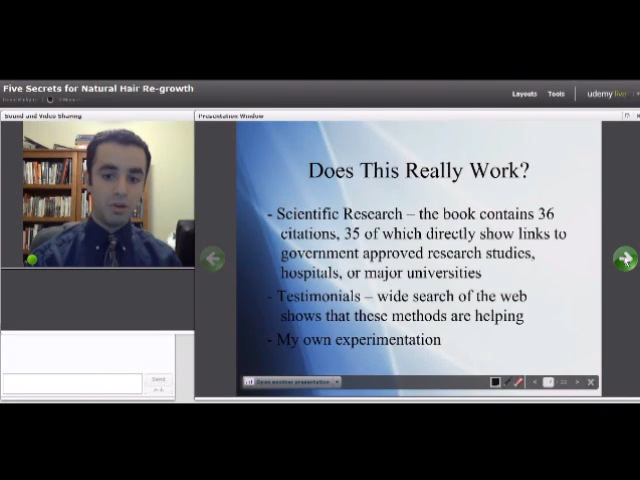 Five Secrets for Natural Hair Re-growth
Layouts
Tools
udemy live
Sound and Video Sharing
Presentation Window
Does This Really Work?
- Scientific Research – the book contains 36
citations, 35 of which directly show links to
government approved research studies,
hospitals, or major universities
- Testimonials – wide search of the web
shows that these methods are helping
- My own experimentation
Send